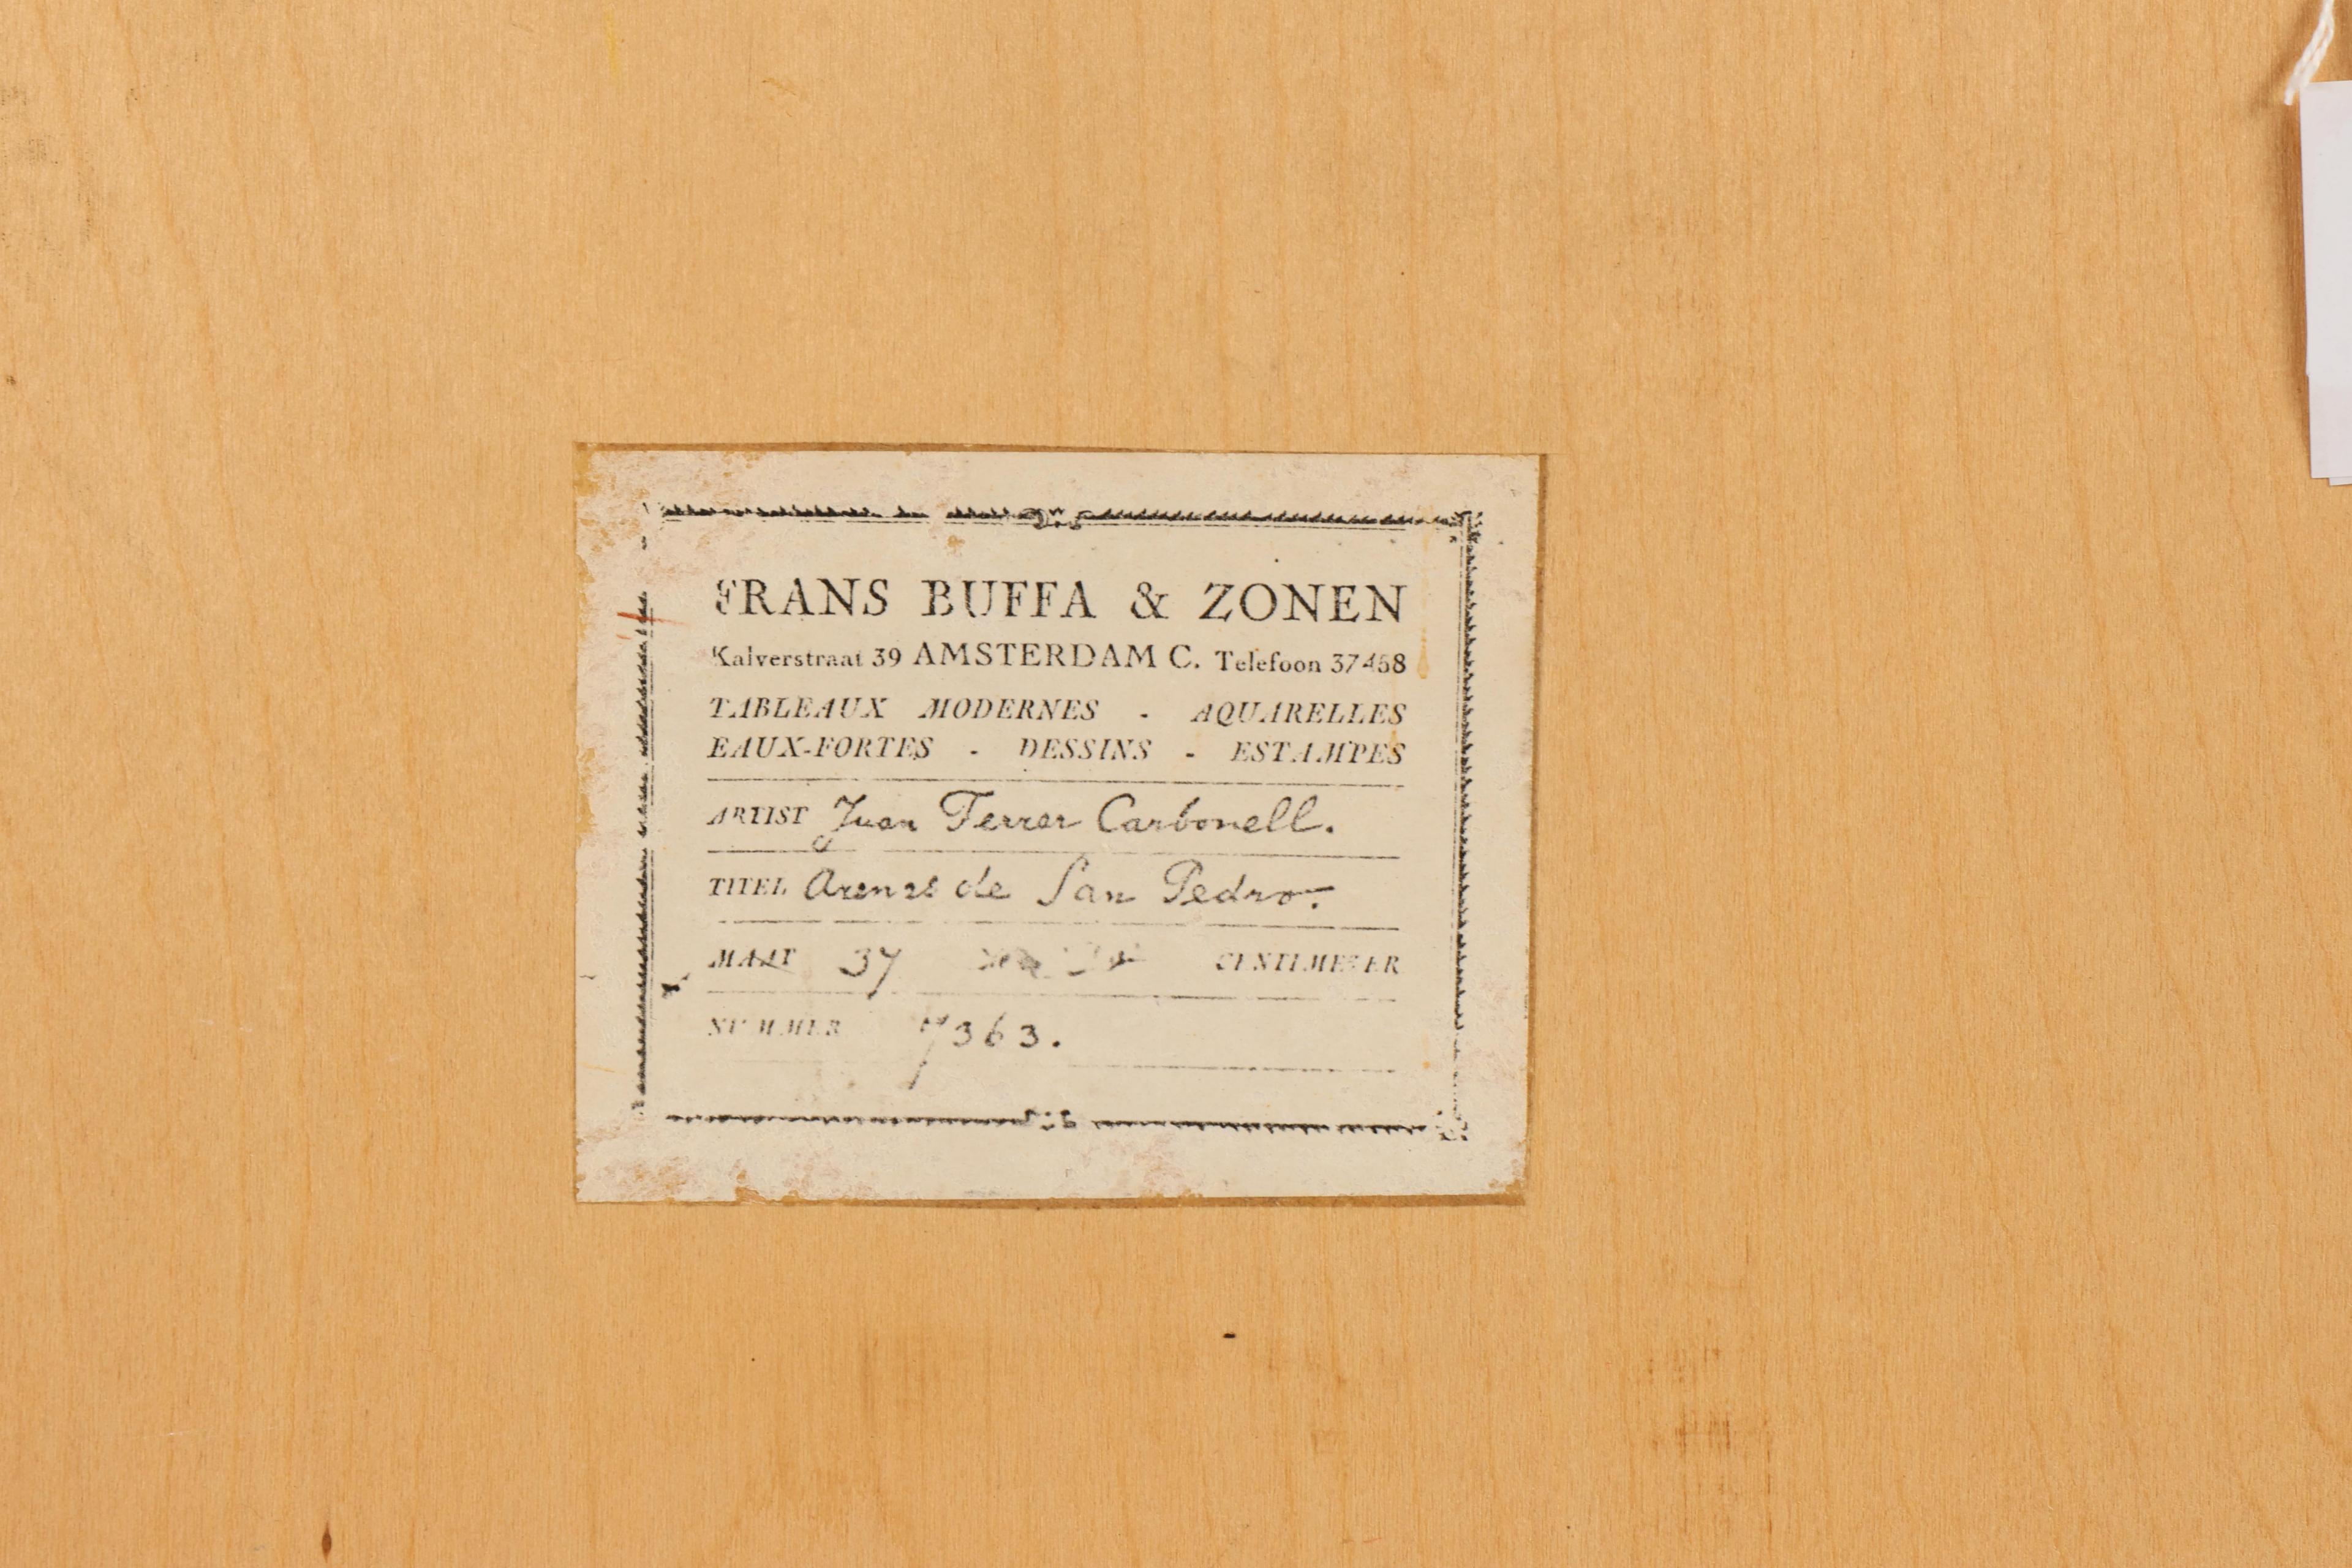 FRANS BUFFA & ZONEN
Kalverstraat 39 AMSTERDAM C. Telefoon 37458
TABLEAUX MODERNES - AQUARELLES
EAUX-FORTES - DESSINS - ESTAMPES
ARTIST Juan Ferrer Carbonell.
TITEL Arenas de San Pedro.
MAAT 37 CENTIMETER
NUMMER 7363.